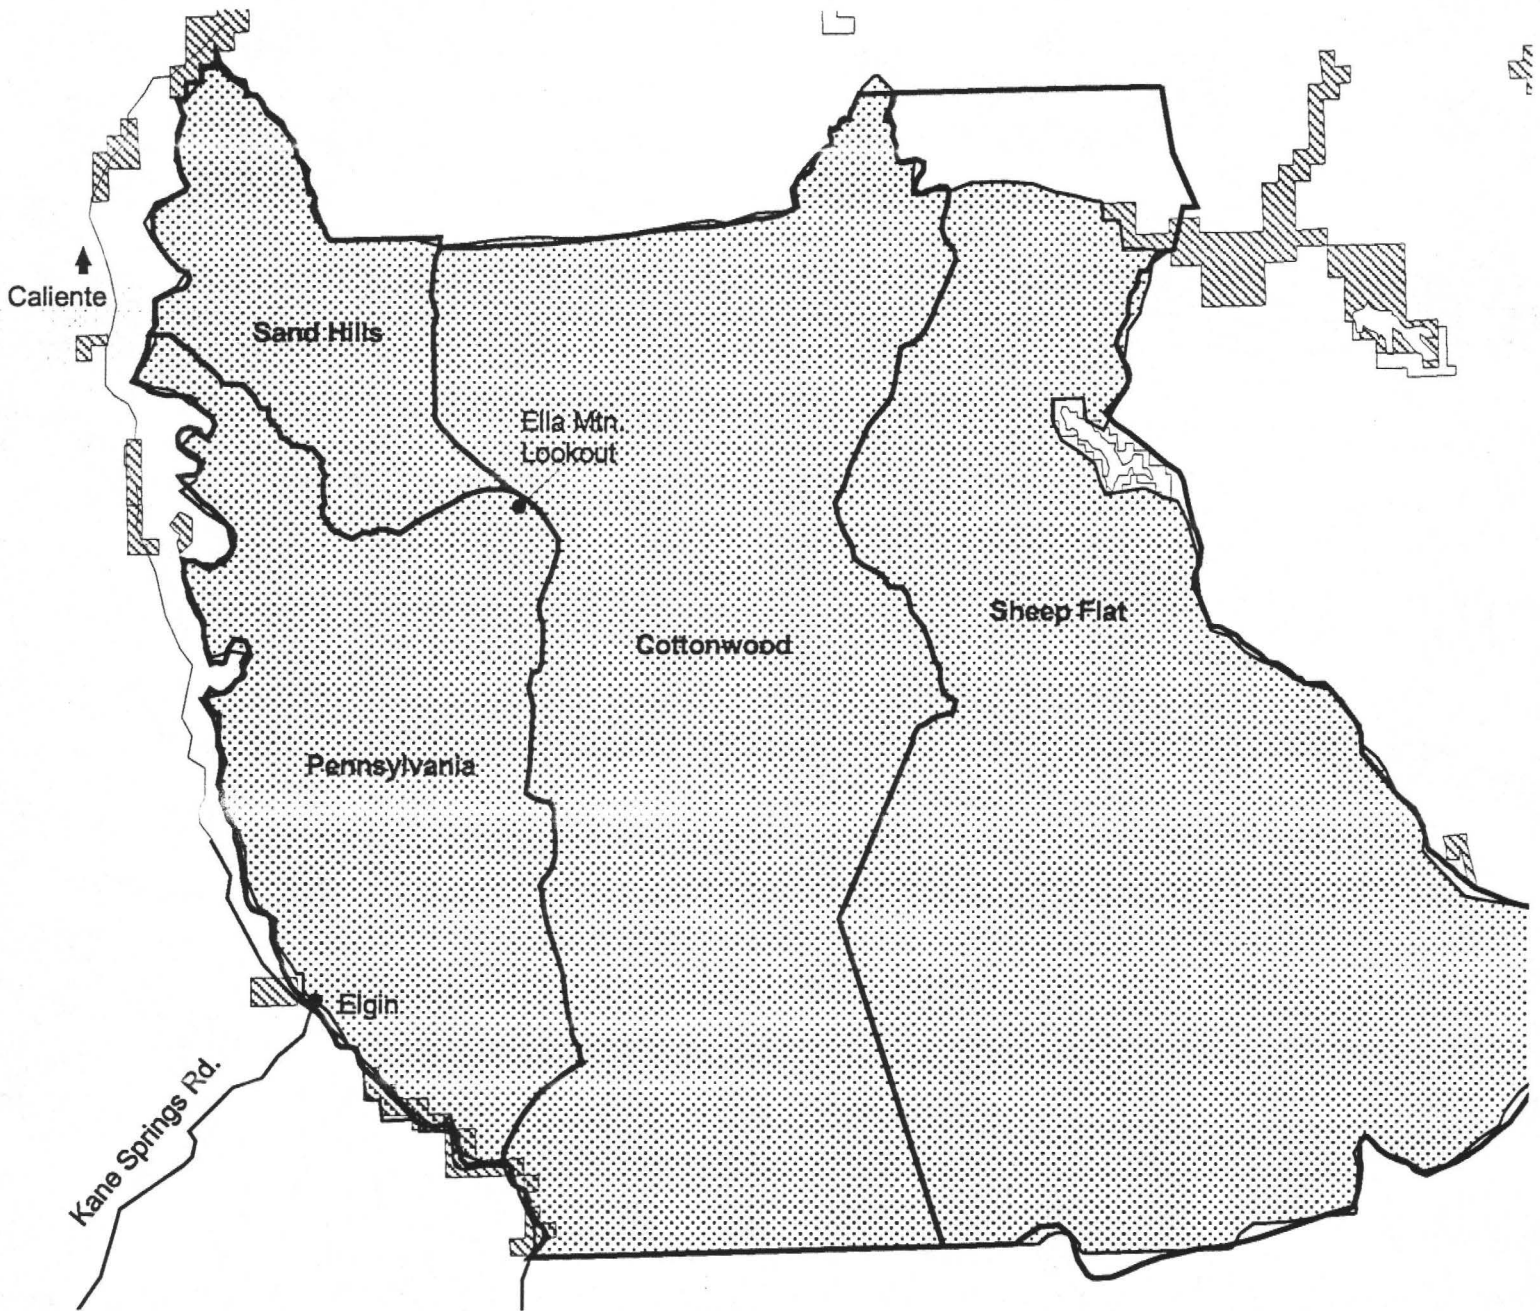 Caliente
Sand Hills
Ella Mtn.
Lookout
Sheep Flat
Cottonwood
Pennsylvania
Elgin
Kane Springs Rd.